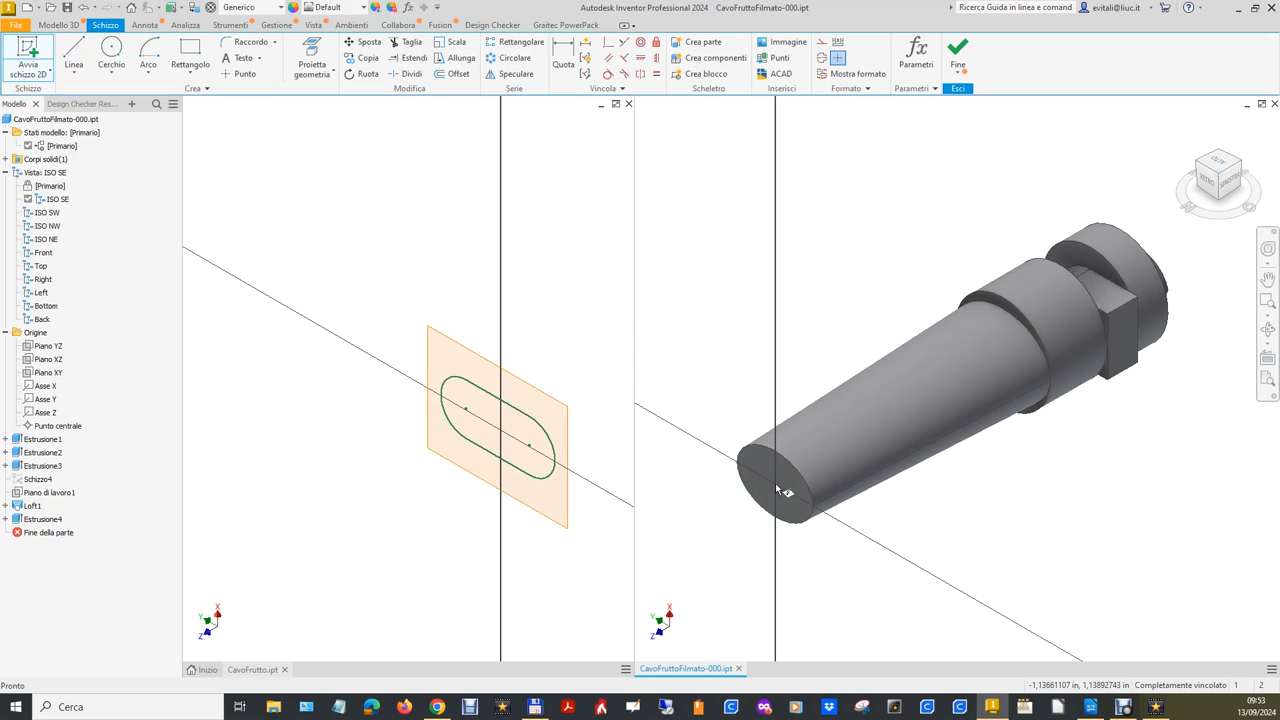 Generico
Default
Autodesk Inventor Professional 2024
CavoFruttoFilmato-000.ipt
Ricerca Guida in linea e comandi
evitali@liuc.it
File
Modello 3D
Schizzo
Annota
Analizza
Strumenti
Gestione
Vista
Ambienti
Collabora
Fusion
Design Checker
Graitec PowerPack
Avvia
schizzo 2D
Linea
Cerchio
Arco
Rettangolo
Raccordo
Testo
Punto
Proietta
geometria
Sposta
Copia
Ruota
Taglia
Estendi
Dividi
Scala
Allunga
Offset
Rettangolare
Circolare
Speculare
Quota
Crea parte
Crea componenti
Crea blocco
Immagine
Punti
ACAD
Mostra formato
fx
Parametri
Fine
Schizzo
Crea
Modifica
Serie
Vincola
Scheletro
Inserisci
Formato
Parametri
Esci
Modello
Design Checker Res...
CavoFruttoFilmato-000.ipt
Stati modello: [Primario]
[Primario]
Corpi solidi(1)
Vista: ISO SE
[Primario]
ISO SE
ISO SW
ISO NW
ISO NE
Front
Top
Right
Left
Bottom
Back
Origine
Piano YZ
Piano XZ
Piano XY
Asse X
Asse Y
Asse Z
Punto centrale
Estrusione1
Estrusione2
Estrusione3
Schizzo4
Piano di lavoro1
Loft1
Estrusione4
Fine della parte
X
Y
Z
X
Y
Z
Inizio
CavoFrutto.ipt
CavoFruttoFilmato-000.ipt
Pronto
-1,13661107 in, 1,13892743 in
Completamente vincolato
1
2
Cerca
09:53
13/09/2024